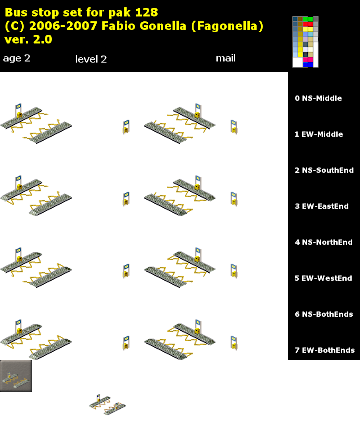 Bus stop set for pak 128
(C) 2006-2007 Fabio Gonella (Fagonella)
ver. 2.0
age 2 level 2 mail
0 NS-Middle
1 EW-Middle
2 NS-SouthEnd
3 EW-EastEnd
4 NS-NorthEnd
5 EW-WestEnd
6 NS-BothEnds
7 EW-BothEnds